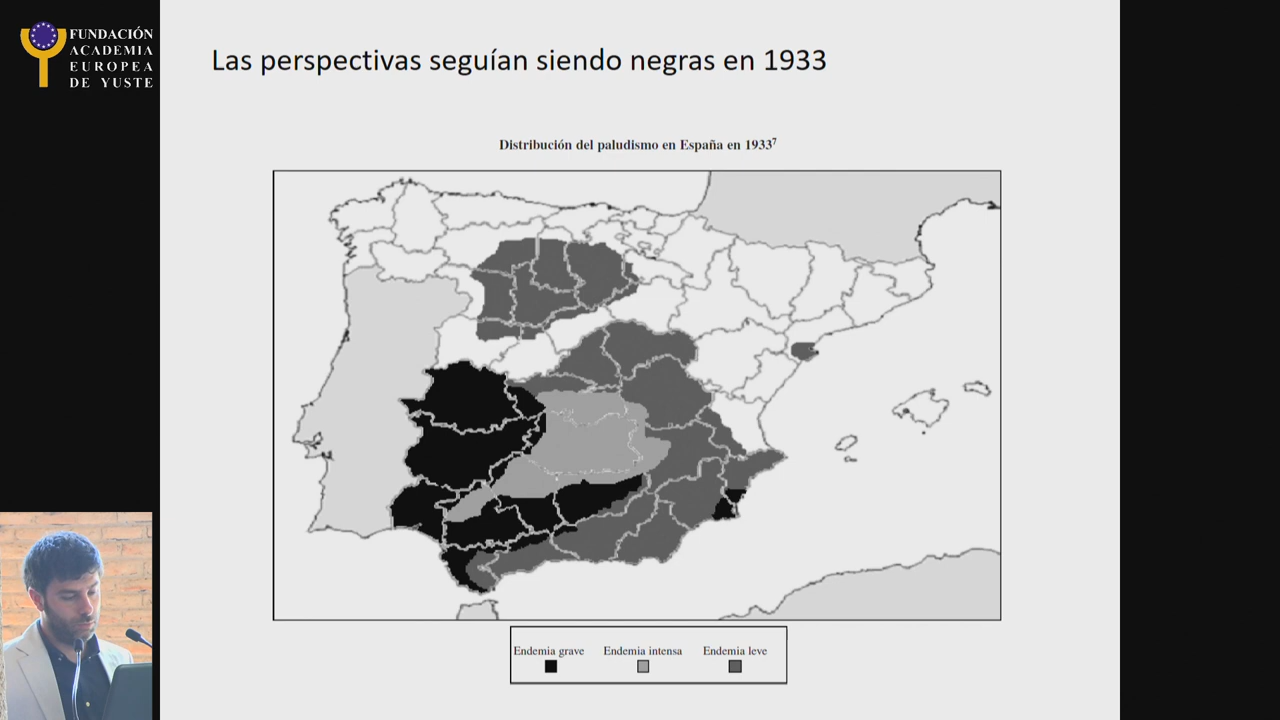 FUNDACIÓN
ACADEMIA
EUROPEA
DE YUSTE
Las perspectivas seguían siendo negras en 1933
Distribución del paludismo en España en 1933⁷
Endemia grave Endemia intensa Endemia leve